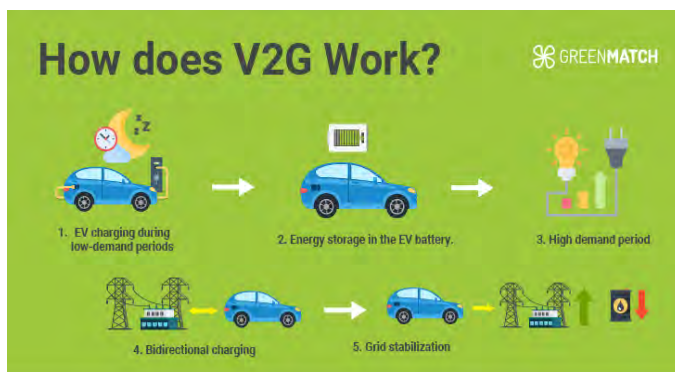 How does V2G Work?
GREENMATCH
zZ
1. EV charging during
low-demand periods
2. Energy storage in the EV battery.
3. High demand period
4. Bidirectional charging
5. Grid stabilization